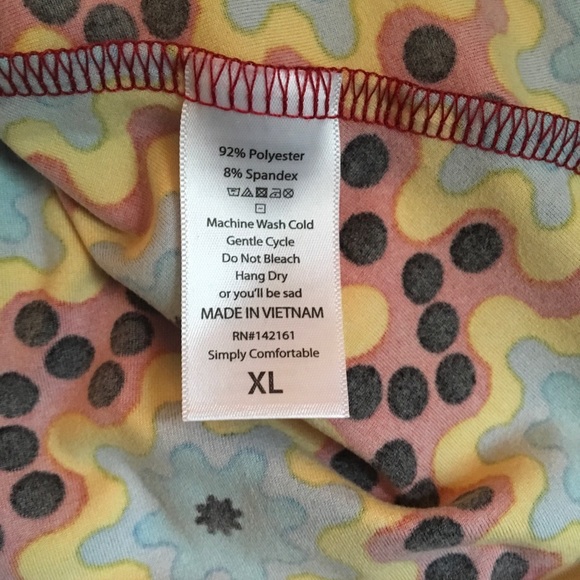 92% Polyester
8% Spandex
Machine Wash Cold
Gentle Cycle
Do Not Bleach
Hang Dry
or you'll be sad
MADE IN VIETNAM
RN#142161
Simply Comfortable
XL